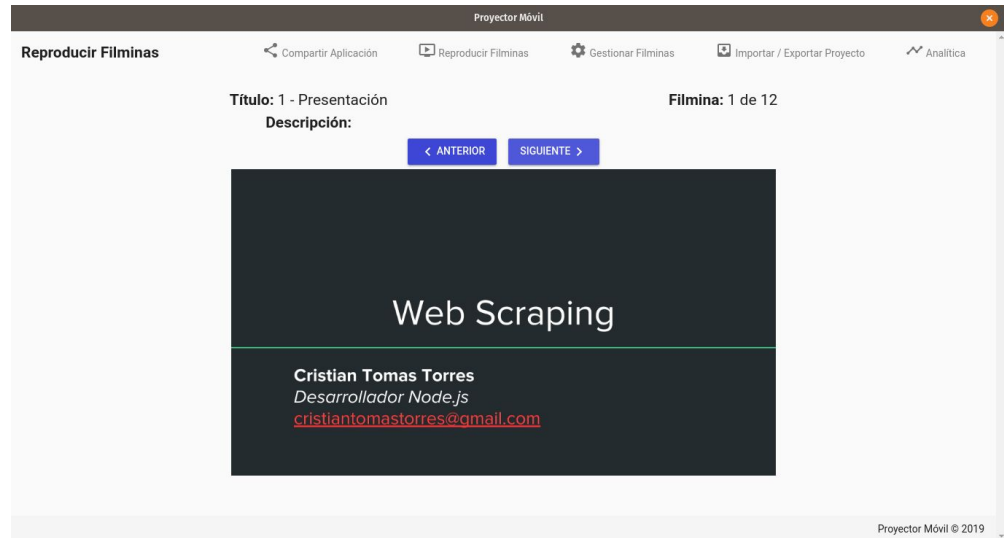 Proyector Móvil
Reproducir Filminas Compartir Aplicación Reproducir Filminas Gestionar Filminas Importar / Exportar Proyecto Analítica
Título: 1 - Presentación Filmina: 1 de 12
Descripción:
ANTERIOR SIGUIENTE
Web Scraping
Cristian Tomas Torres
Desarrollador Node.js
cristiantomastorres@gmail.com
Proyector Móvil © 2019